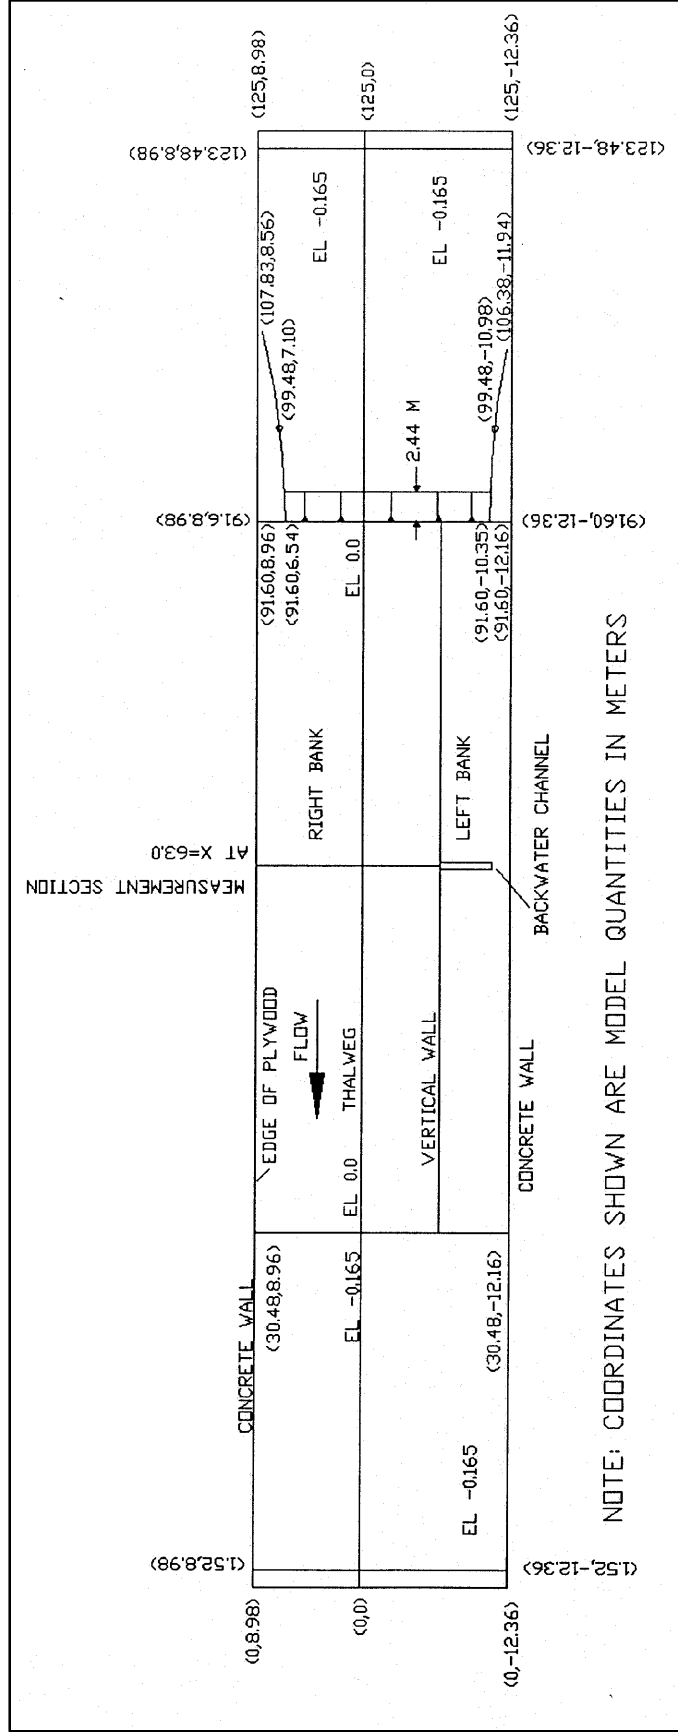 (125,8.98)
(125,0)
(125,-12.36)
(123.48,8.98)
(123.48,-12.36)
EL -0.165
EL -0.165
(107.83,8.56)
(99.48,7.10)
(99.48,-10.98)
(106.38,-11.94)
2.44 M
(91.6,8.98)
(91.60,-12.36)
(91.60,8.96)
(91.60,6.54)
EL 0.0
(91.60,-10.35)
(91.60,-12.16)
RIGHT BANK
LEFT BANK
MEASUREMENT SECTION
AT X=63.0
BACKWATER CHANNEL
EDGE OF PLYWOOD
FLOW
THALWEG
EL 0.0
VERTICAL WALL
CONCRETE WALL
CONCRETE WALL
(30.48,8.96)
EL -0.165
(30.48,-12.16)
EL -0.165
(1.52,8.98)
(1.52,-12.36)
(0,8.98)
(0,0)
(0,-12.36)
NOTE: COORDINATES SHOWN ARE MODEL QUANTITIES IN METERS